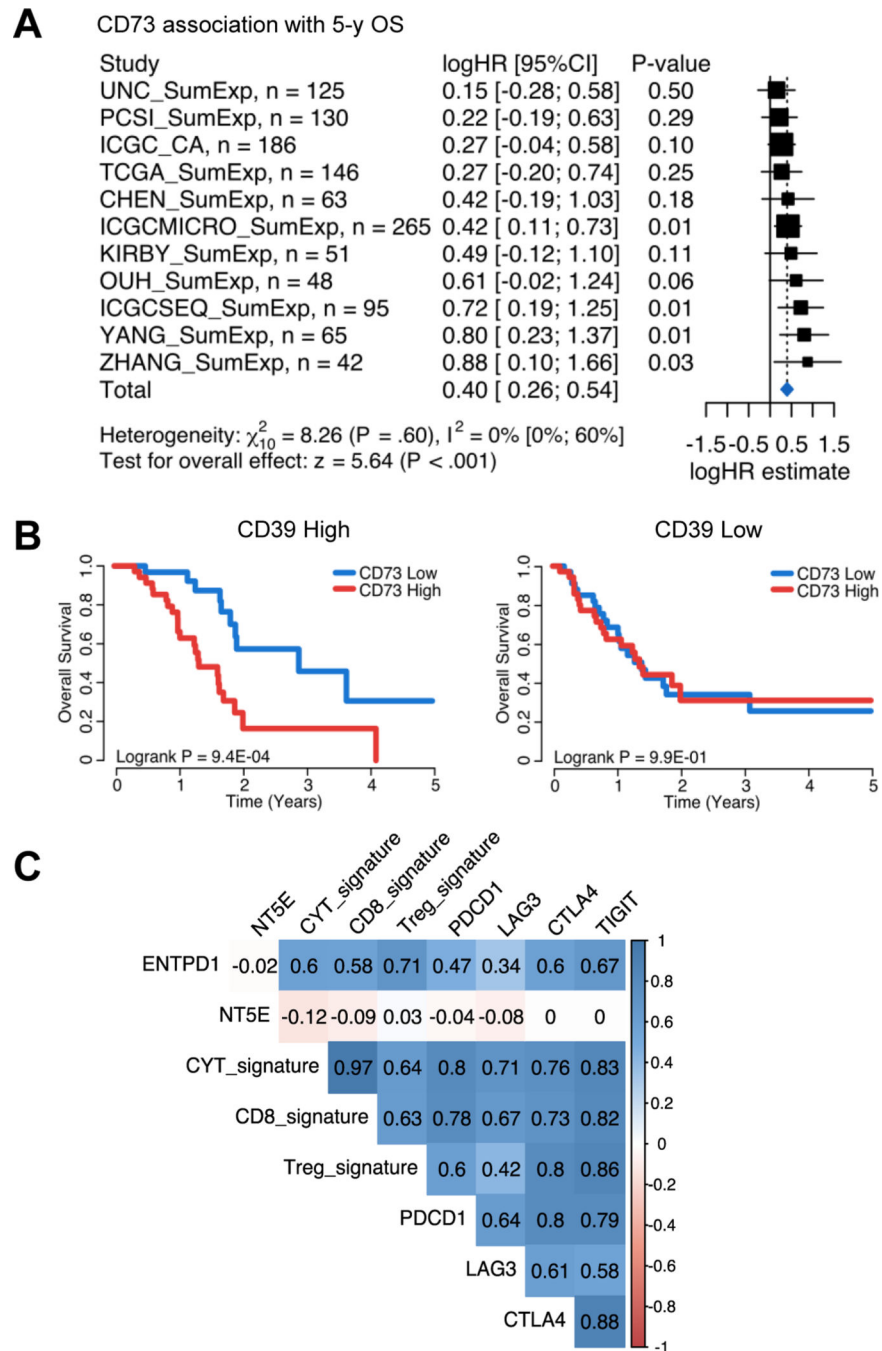 A
CD73 association with 5-y OS
Study logHR [95%CI] P-value
UNC_SumExp, n = 125 0.15 [-0.28; 0.58] 0.50
PCSI_SumExp, n = 130 0.22 [-0.19; 0.63] 0.29
ICGC_CA, n = 186 0.27 [-0.04; 0.58] 0.10
TCGA_SumExp, n = 146 0.27 [-0.20; 0.74] 0.25
CHEN_SumExp, n = 63 0.42 [-0.19; 1.03] 0.18
ICGCMICRO_SumExp, n = 265 0.42 [ 0.11; 0.73] 0.01
KIRBY_SumExp, n = 51 0.49 [-0.12; 1.10] 0.11
OUH_SumExp, n = 48 0.61 [-0.02; 1.24] 0.06
ICGCSEQ_SumExp, n = 95 0.72 [ 0.19; 1.25] 0.01
YANG_SumExp, n = 65 0.80 [ 0.23; 1.37] 0.01
ZHANG_SumExp, n = 42 0.88 [ 0.10; 1.66] 0.03
Total 0.40 [ 0.26; 0.54]
Heterogeneity: χ²₁₀ = 8.26 (P = .60), I² = 0% [0%; 60%]
Test for overall effect: z = 5.64 (P < .001)
-1.5 -0.5 0.5 1.5
logHR estimate
B
CD39 High
1.0
0.8
0.6
0.4
0.2
0
Overall Survival
CD73 Low
CD73 High
Logrank P = 9.4E-04
0 1 2 3 4 5
Time (Years)
CD39 Low
1.0
0.8
0.6
0.4
0.2
0
Overall Survival
CD73 Low
CD73 High
Logrank P = 9.9E-01
0 1 2 3 4 5
Time (Years)
C
NT5E CYT_signature CD8_signature Treg_signature PDCD1 LAG3 CTLA4 TIGIT
ENTPD1 -0.02 0.6 0.58 0.71 0.47 0.34 0.6 0.67
NT5E -0.12 -0.09 0.03 -0.04 -0.08 0 0
CYT_signature 0.97 0.64 0.8 0.71 0.76 0.83
CD8_signature 0.63 0.78 0.67 0.73 0.82
Treg_signature 0.6 0.42 0.8 0.86
PDCD1 0.64 0.8 0.79
LAG3 0.61 0.58
CTLA4 0.88
1
0.8
0.6
0.4
0.2
0
-0.2
-0.4
-0.6
-0.8
-1